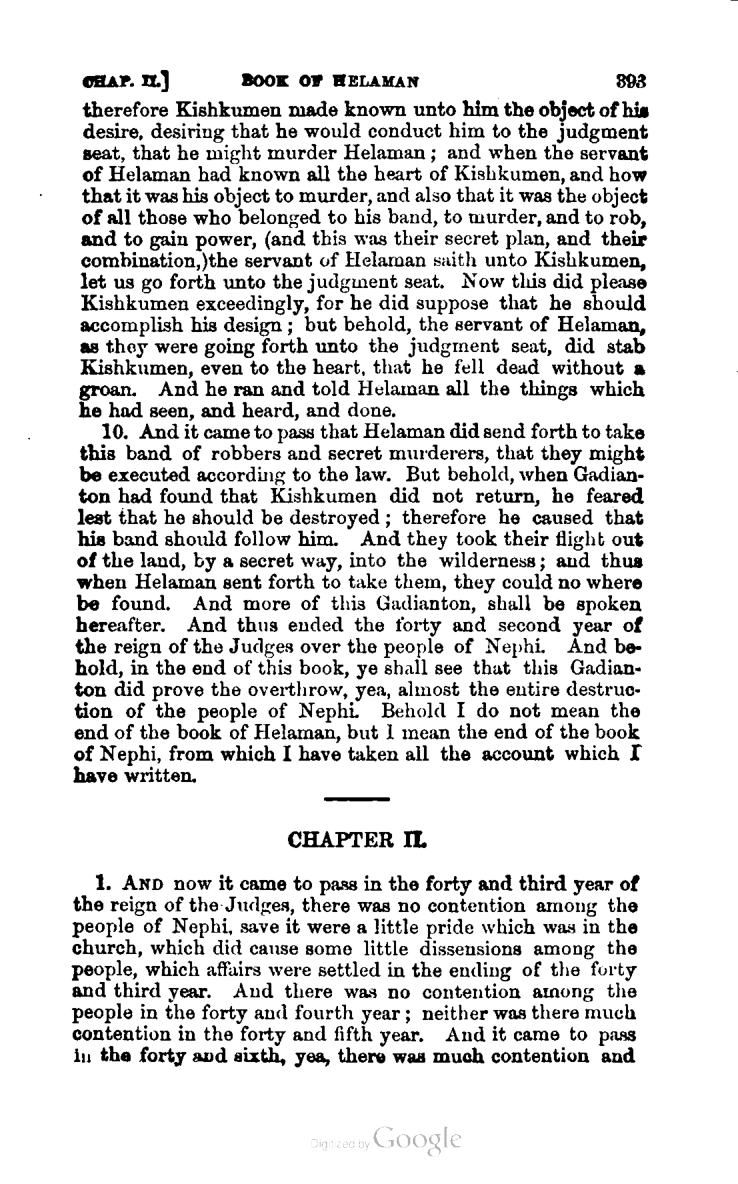 CHAP. II.] BOOK OF HELAMAN 393
therefore Kishkumen made known unto him the object of his
desire, desiring that he would conduct him to the judgment
seat, that he might murder Helaman ; and when the servant
of Helaman had known all the heart of Kishkumen, and how
that it was his object to murder, and also that it was the object
of all those who belonged to his band, to murder, and to rob,
and to gain power, (and this was their secret plan, and their
combination,)the servant of Helaman saith unto Kishkumen,
let us go forth unto the judgment seat. Now this did please
Kishkumen exceedingly, for he did suppose that he should
accomplish his design ; but behold, the servant of Helaman,
as they were going forth unto the judgment seat, did stab
Kishkumen, even to the heart, that he fell dead without a
groan. And he ran and told Helaman all the things which
he had seen, and heard, and done.
10. And it came to pass that Helaman did send forth to take
this band of robbers and secret murderers, that they might
be executed according to the law. But behold, when Gadian-
ton had found that Kishkumen did not return, he feared
lest that he should be destroyed ; therefore he caused that
his band should follow him. And they took their flight out
of the land, by a secret way, into the wilderness ; and thus
when Helaman sent forth to take them, they could no where
be found. And more of this Gadianton, shall be spoken
hereafter. And thus ended the forty and second year of
the reign of the Judges over the people of Nephi. And be-
hold, in the end of this book, ye shall see that this Gadian-
ton did prove the overthrow, yea, almost the entire destruc-
tion of the people of Nephi. Behold I do not mean the
end of the book of Helaman, but I mean the end of the book
of Nephi, from which I have taken all the account which I
have written.
CHAPTER II.
1. AND now it came to pass in the forty and third year of
the reign of the Judges, there was no contention among the
people of Nephi, save it were a little pride which was in the
church, which did cause some little dissensions among the
people, which affairs were settled in the ending of the forty
and third year. And there was no contention among the
people in the forty and fourth year ; neither was there much
contention in the forty and fifth year. And it came to pass
in the forty and sixth, yea, there was much contention and
Digitized by Google